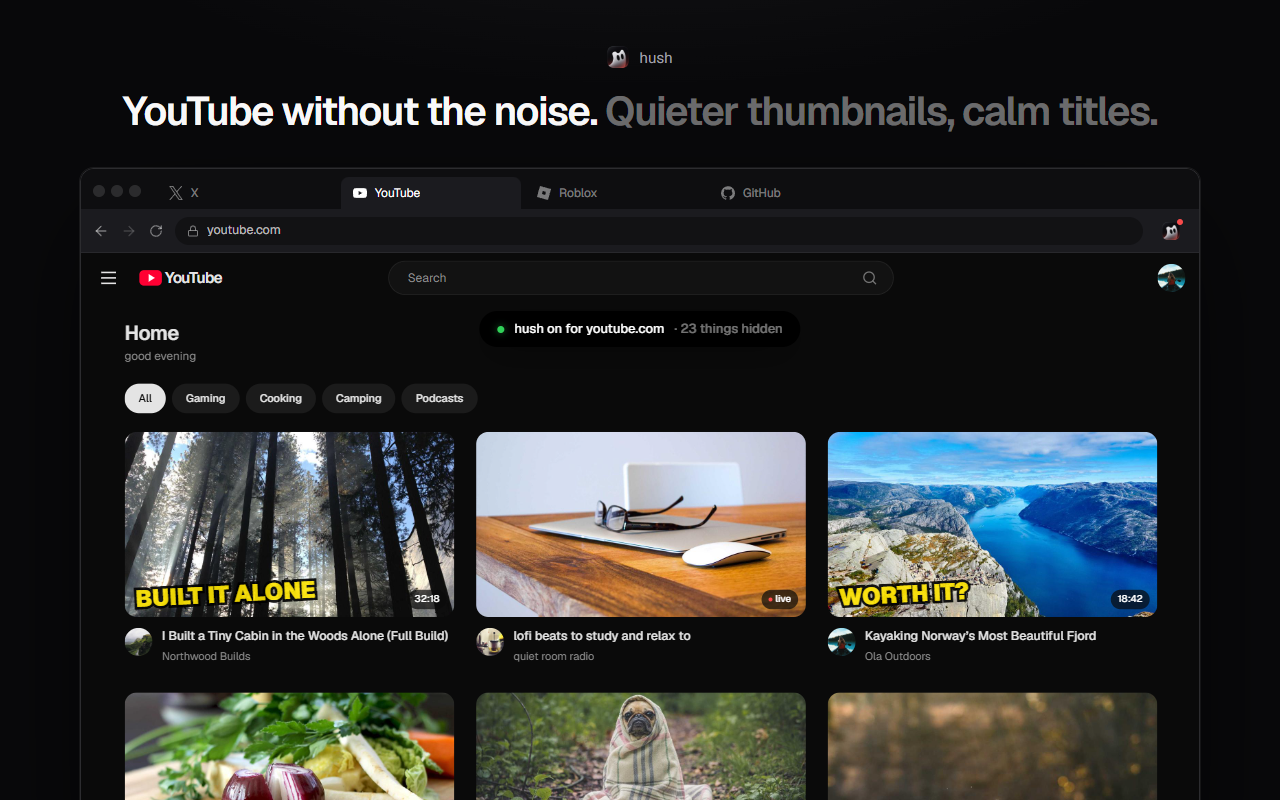 hush
YouTube without the noise. Quieter thumbnails, calm titles.
X
YouTube
Roblox
GitHub
youtube.com
YouTube
Search
hush on for youtube.com · 23 things hidden
Home
good evening
All
Gaming
Cooking
Camping
Podcasts
BUILT IT ALONE
32:18
live
WORTH IT?
18:42
I Built a Tiny Cabin in the Woods Alone (Full Build)
Northwood Builds
lofi beats to study and relax to
quiet room radio
Kayaking Norway's Most Beautiful Fjord
Ola Outdoors